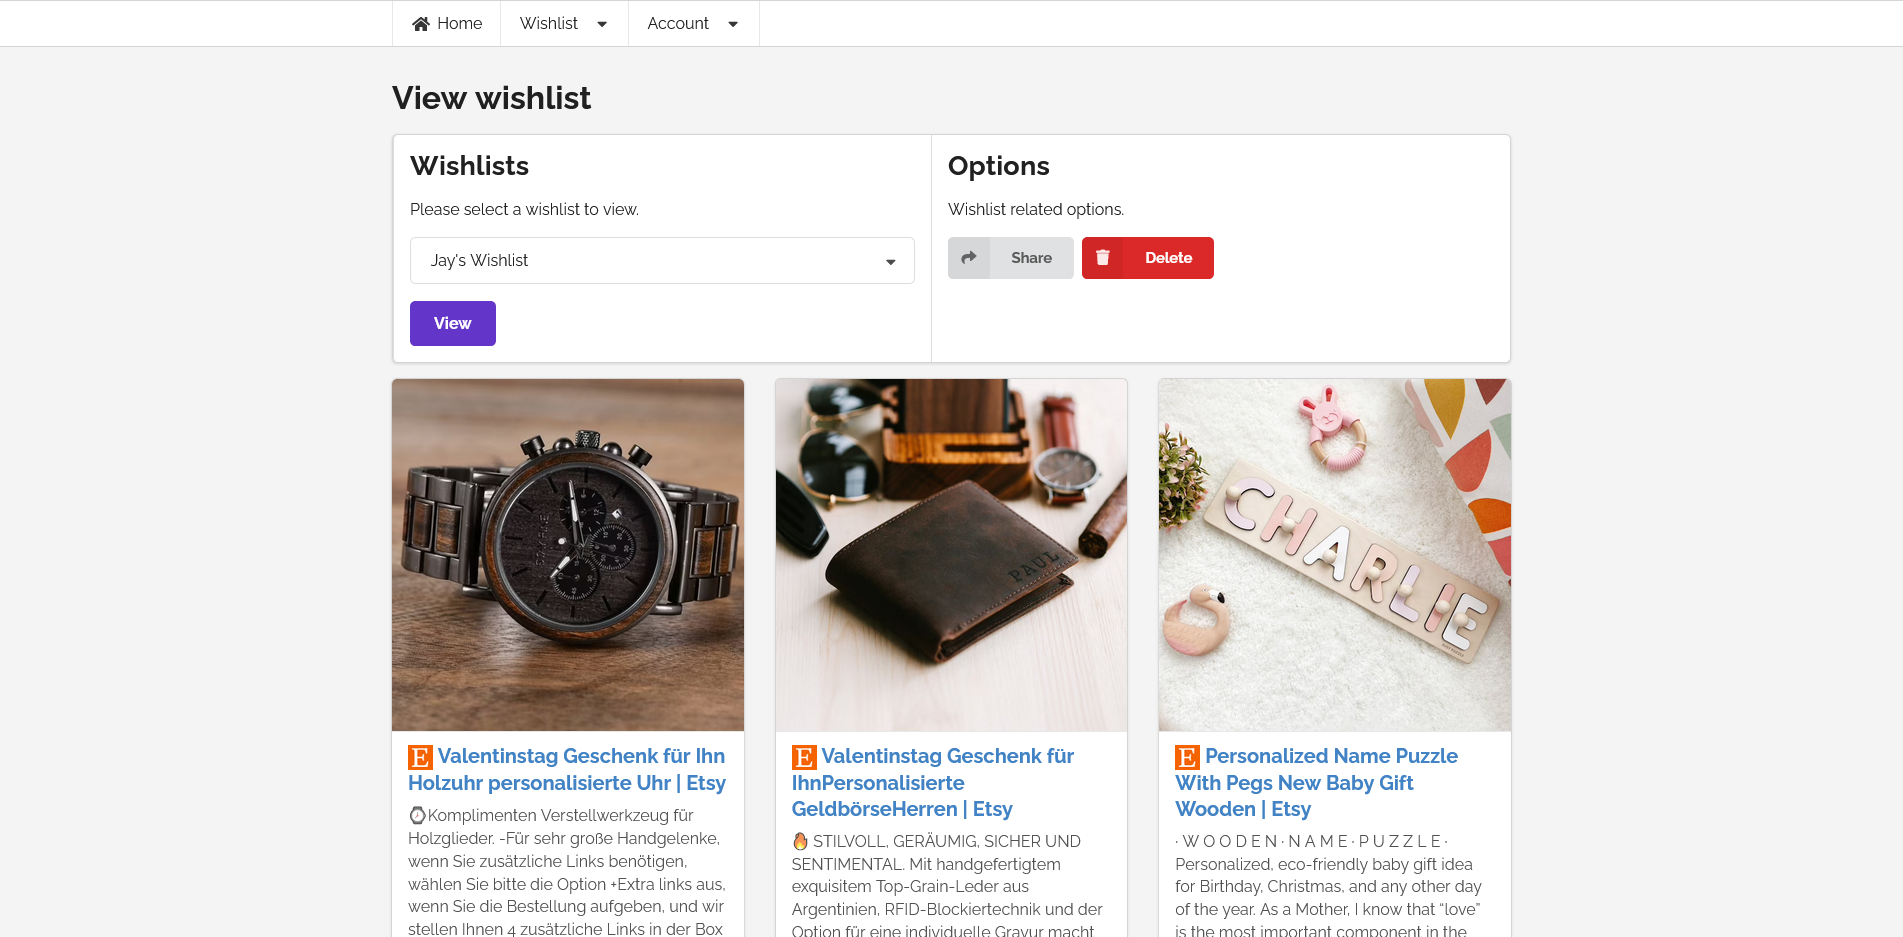 Home
Wishlist
Account
View wishlist
Wishlists
Please select a wishlist to view.
Jay's Wishlist
View
Options
Wishlist related options.
Share
Delete
PAUL
CHARLIE
E Valentinstag Geschenk für Ihn
Holzuhr personalisierte Uhr | Etsy
⌚Komplimenten Verstellwerkzeug für
Holzglieder. -Für sehr große Handgelenke,
wenn Sie zusätzliche Links benötigen,
wählen Sie bitte die Option +Extra links aus,
wenn Sie die Bestellung aufgeben, und wir
stellen Ihnen 4 zusätzliche Links in der Box
E Valentinstag Geschenk für
IhnPersonalisierte
GeldbörseHerren | Etsy
🔥 STILVOLL, GERÄUMIG, SICHER UND
SENTIMENTAL. Mit handgefertigtem
exquisitem Top-Grain-Leder aus
Argentinien, RFID-Blockiertechnik und der
Option für eine individuelle Gravur macht
E Personalized Name Puzzle
With Pegs New Baby Gift
Wooden | Etsy
· W O O D E N · N A M E · P U Z Z L E ·
Personalized, eco-friendly baby gift idea
for Birthday, Christmas, and any other day
of the year. As a Mother, I know that “love”
is the most important component in the